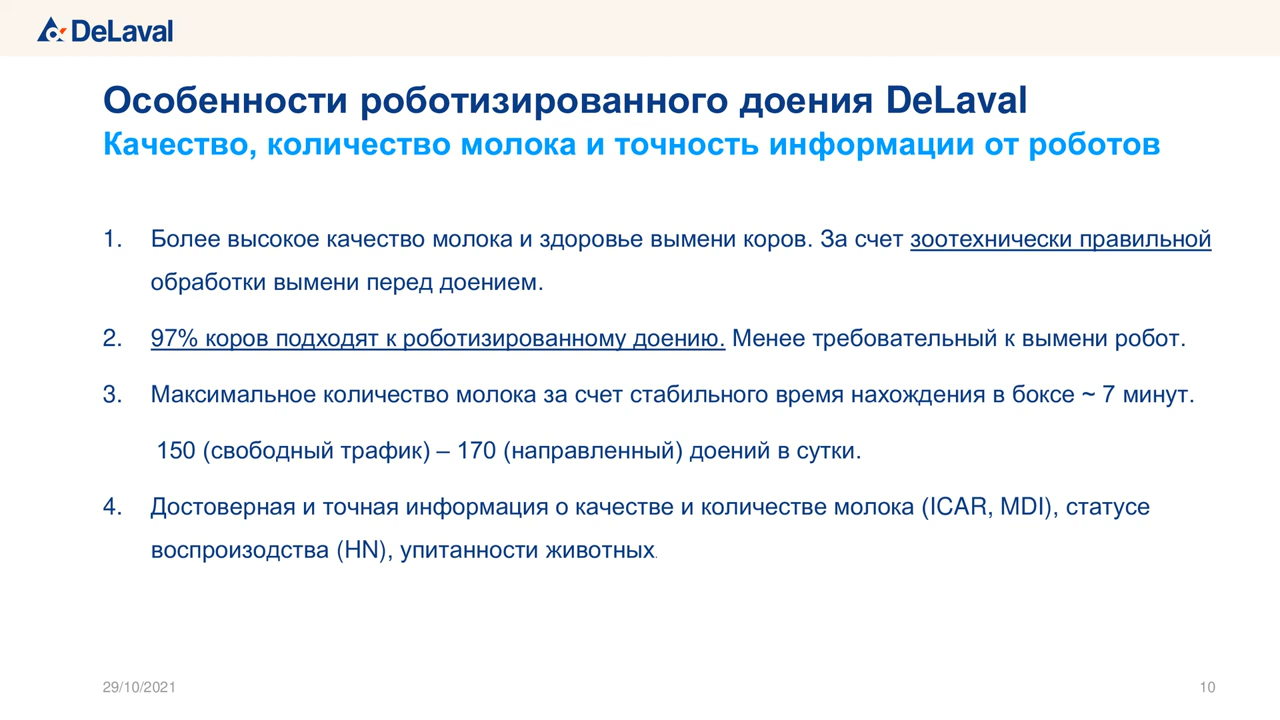 DeLaval
Особенности роботизированного доения DeLaval
Качество, количество молока и точность информации от роботов
1. Более высокое качество молока и здоровье вымени коров. За счет зоотехнически правильной
обработки вымени перед доением.
2. 97% коров подходят к роботизированному доению. Менее требовательный к вымени робот.
3. Максимальное количество молока за счет стабильного время нахождения в боксе ~ 7 минут.
150 (свободный трафик) – 170 (направленный) доений в сутки.
4. Достоверная и точная информация о качестве и количестве молока (ICAR, MDI), статусе
воспроизодства (HN), упитанности животных.
29/10/2021
10